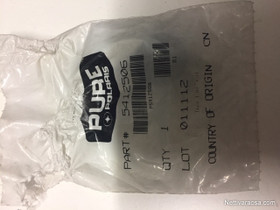 PURE
POLARIS
PART# 5412506
QTY 1
LOT 011112
COUNTRY OF ORIGIN CN